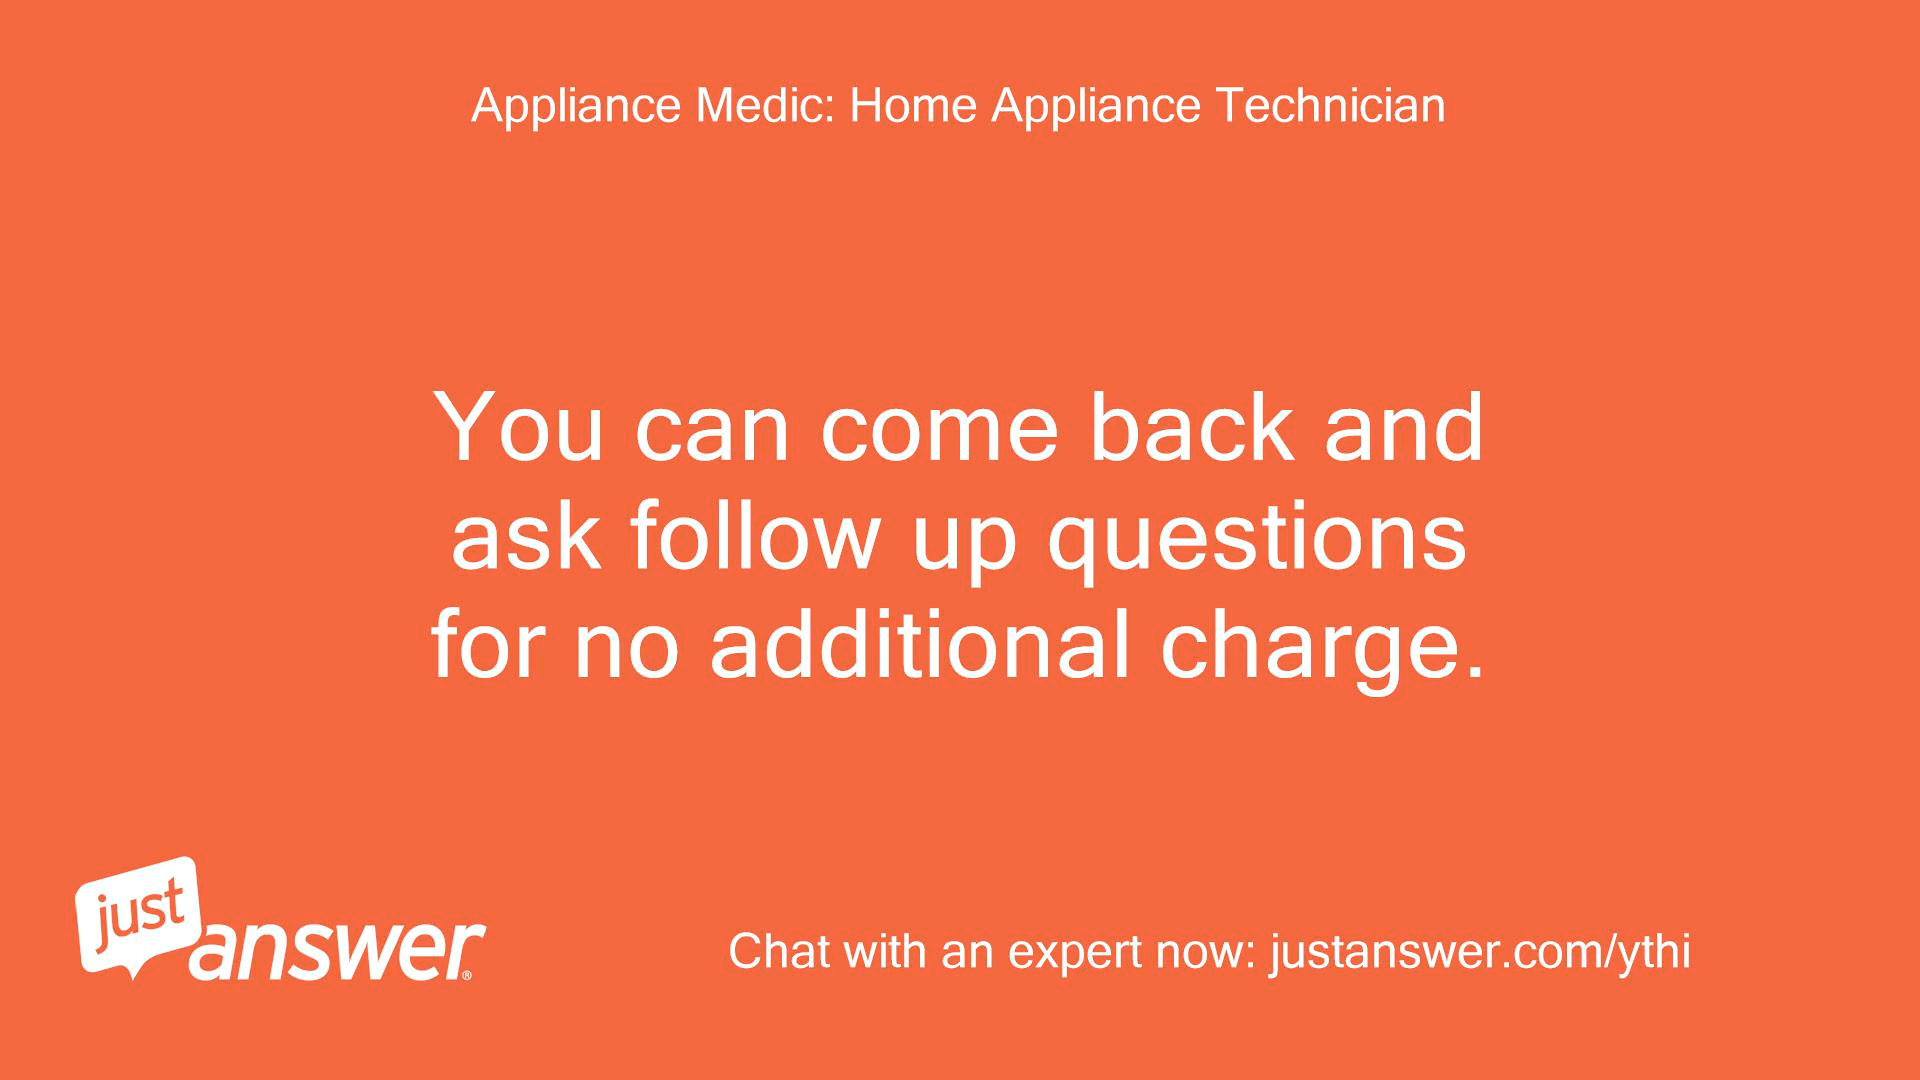 Appliance Medic: Home Appliance Technician
You can come back and
ask follow up questions
for no additional charge.
just
answer®
Chat with an expert now: justanswer.com/ythi